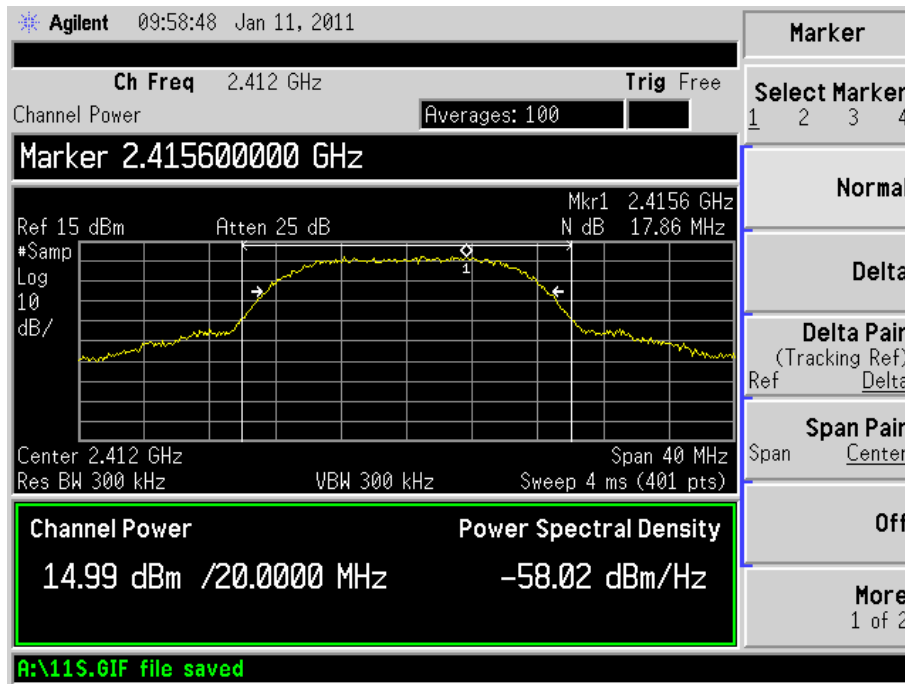 Agilent 09:58:48 Jan 11, 2011
Marker
Ch Freq 2.412 GHz Trig Free
Channel Power Averages: 100
Select Marker
1 2 3 4
Marker 2.415600000 GHz
Normal
Mkr1 2.4156 GHz
Ref 15 dBm Atten 25 dB N dB 17.86 MHz
#Samp
Log
10
dB/
1
Delta
Delta Pair
(Tracking Ref)
Ref Delta
Span Pair
Span Center
Center 2.412 GHz Span 40 MHz
Res BW 300 kHz VBW 300 kHz Sweep 4 ms (401 pts)
Off
Channel Power Power Spectral Density
14.99 dBm /20.0000 MHz -58.02 dBm/Hz
More
1 of 2
A:\11S.GIF file saved